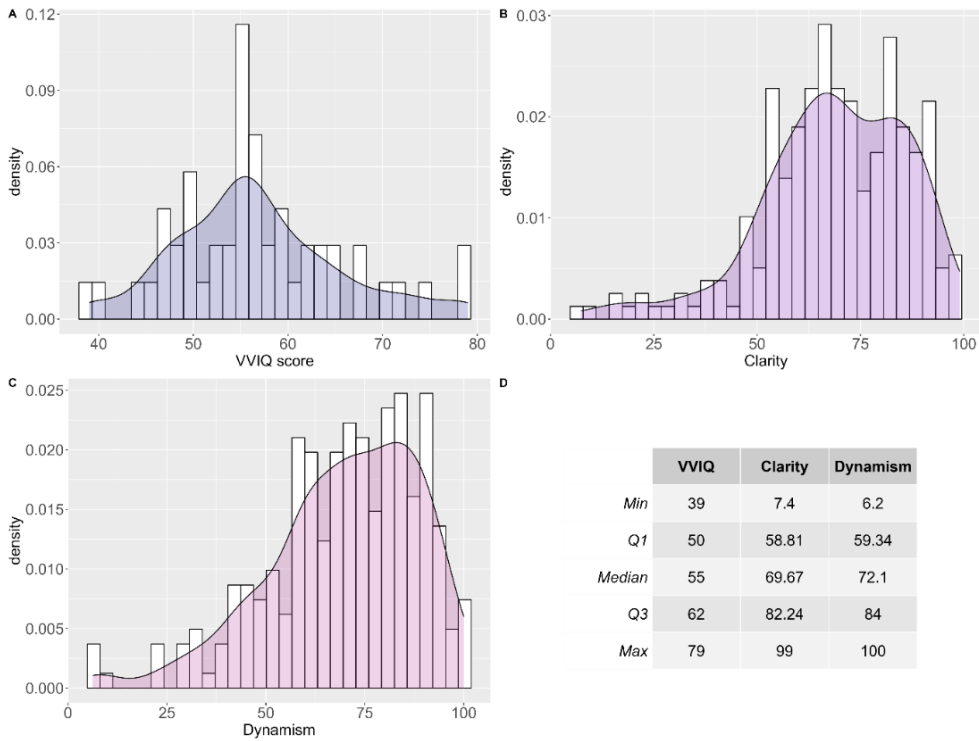 A
0.12
0.09
0.06
0.03
0.00
density
40
50
60
70
80
VVIQ score
B
0.03
0.02
0.01
0.00
density
0
25
50
75
100
Clarity
C
0.025
0.020
0.015
0.010
0.005
0.000
density
0
25
50
75
100
Dynamism
D
VVIQ Clarity Dynamism
Min 39 7.4 6.2
Q1 50 58.81 59.34
Median 55 69.67 72.1
Q3 62 82.24 84
Max 79 99 100